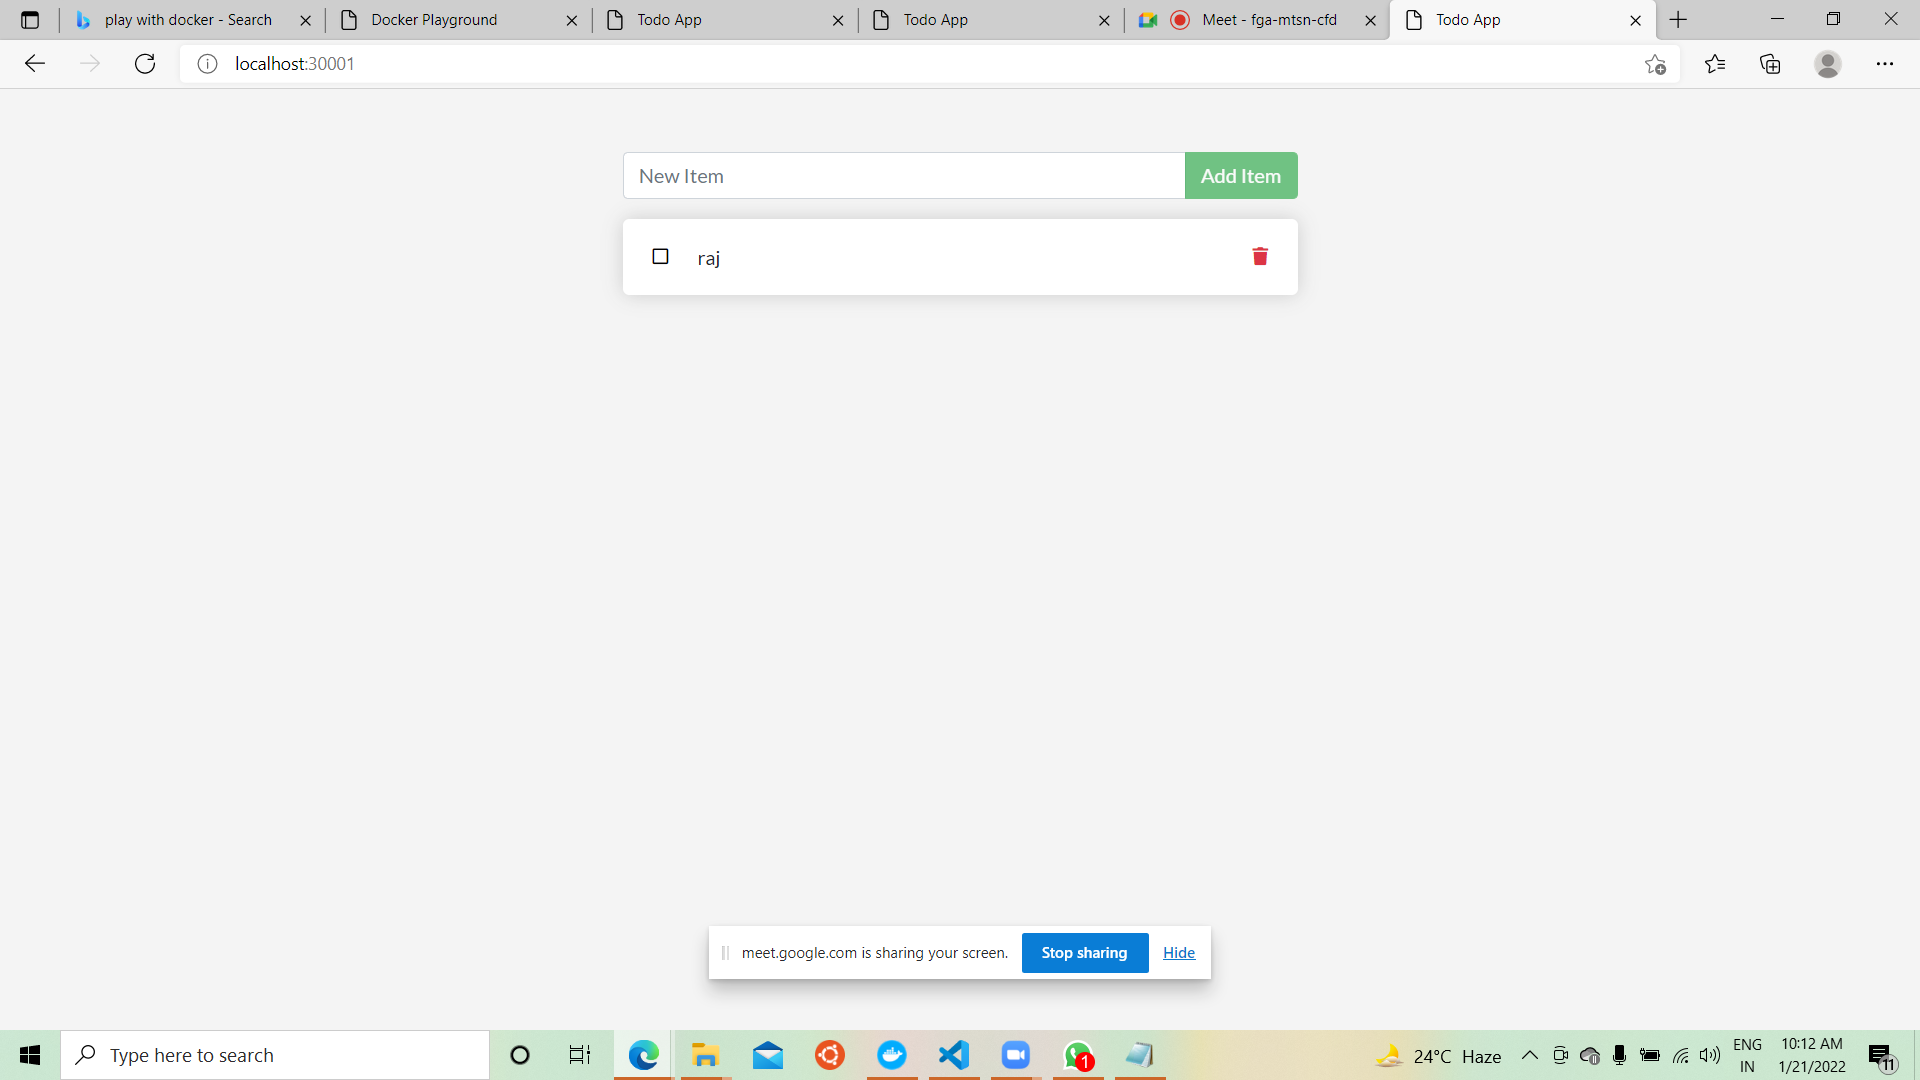 play with docker - Search
Docker Playground
Todo App
Todo App
Meet - fga-mtsn-cfd
Todo App
localhost:30001
New Item
Add Item
raj
meet.google.com is sharing your screen.
Stop sharing
Hide
Type here to search
1
24°C Haze
ENG
IN
10:12 AM
1/21/2022
11